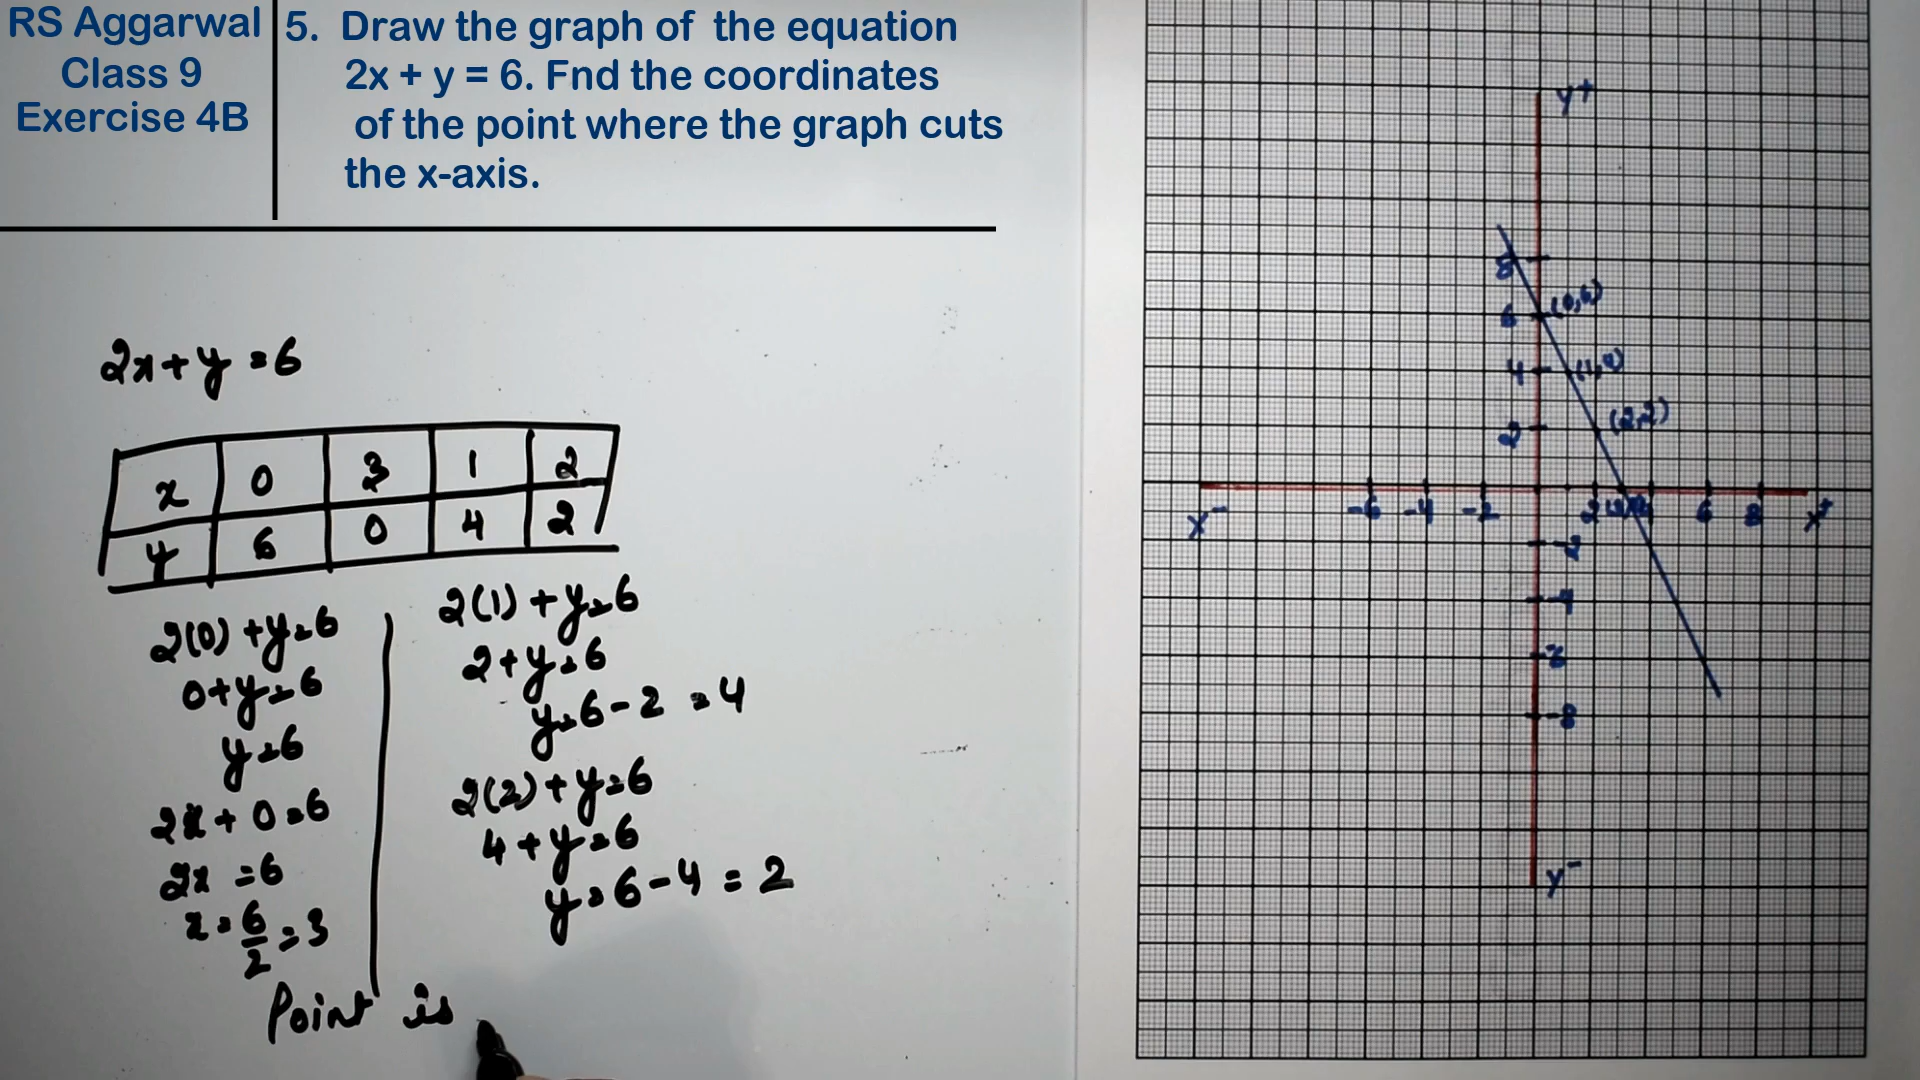 RS Aggarwal
Class 9
Exercise 4B
5. Draw the graph of the equation
2x + y = 6. Fnd the coordinates
of the point where the graph cuts
the x-axis.
2x + y = 6
x 0 3 1 2
y 6 0 4 2
2(0) + y = 6
0 + y = 6
y = 6
2x + 0 = 6
2x = 6
x = 6/2 = 3
2(1) + y = 6
2 + y = 6
y = 6 - 2 = 4
2(2) + y = 6
4 + y = 6
y = 6 - 4 = 2
Point is
y+
8
6 (0,6)
4 (1,4)
2 (2,2)
x- -6 -4 -2 2 6 8 x+
-2
-4
-8
y-